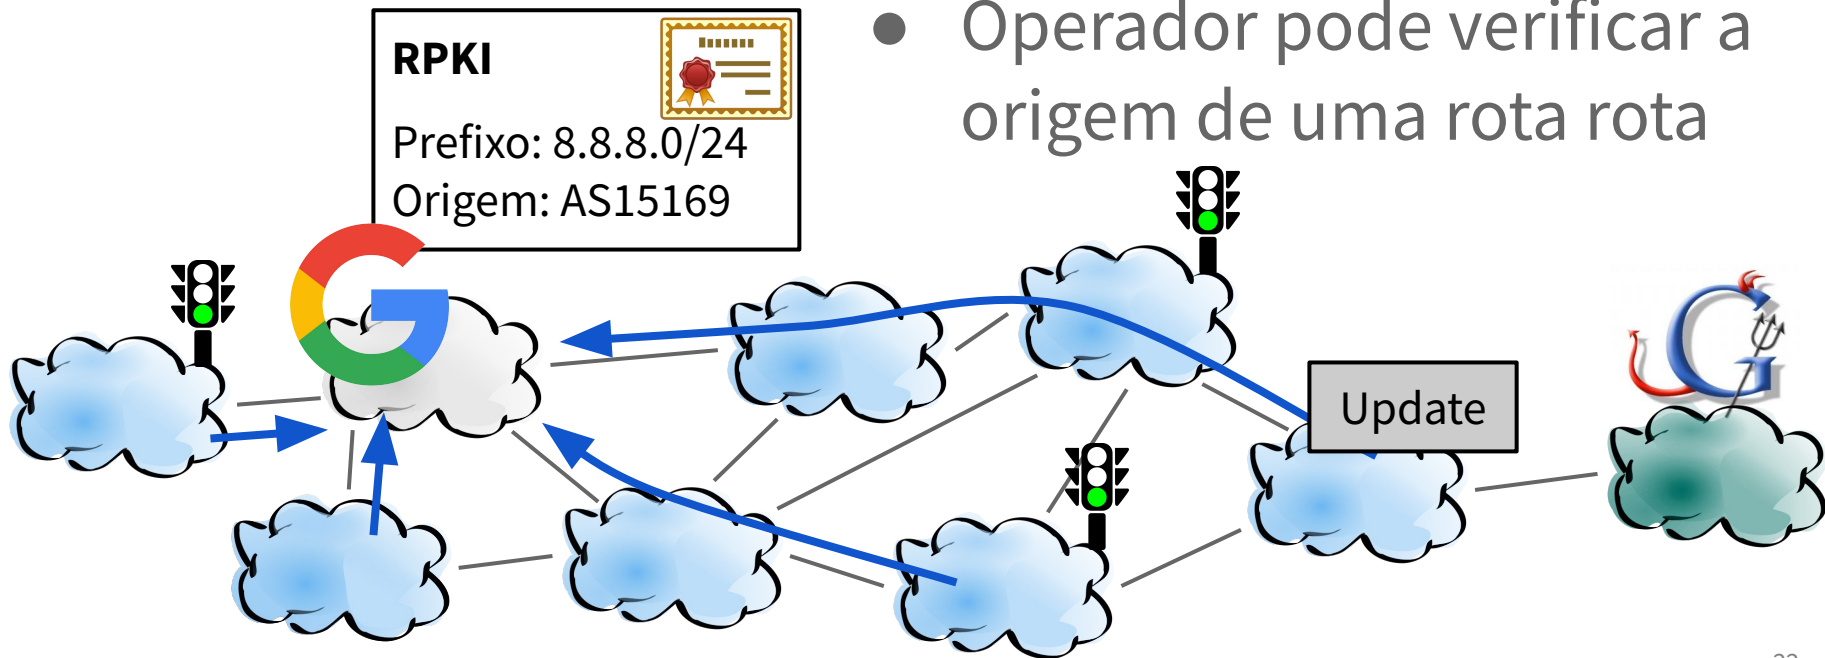 ● Operador pode verificar a
origem de uma rota rota
RPKI
Prefixo: 8.8.8.0/24
Origem: AS15169
Update